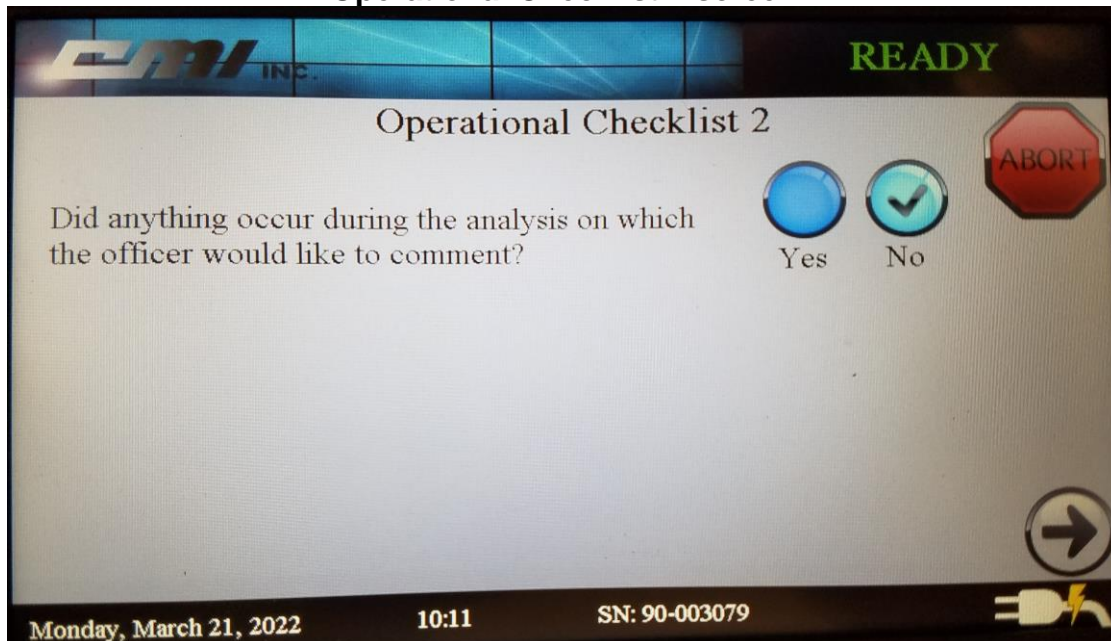 CMI INC.
READY
Operational Checklist 2
ABORT
Did anything occur during the analysis on which
the officer would like to comment?
Yes No
Monday, March 21, 2022 10:11 SN: 90-003079